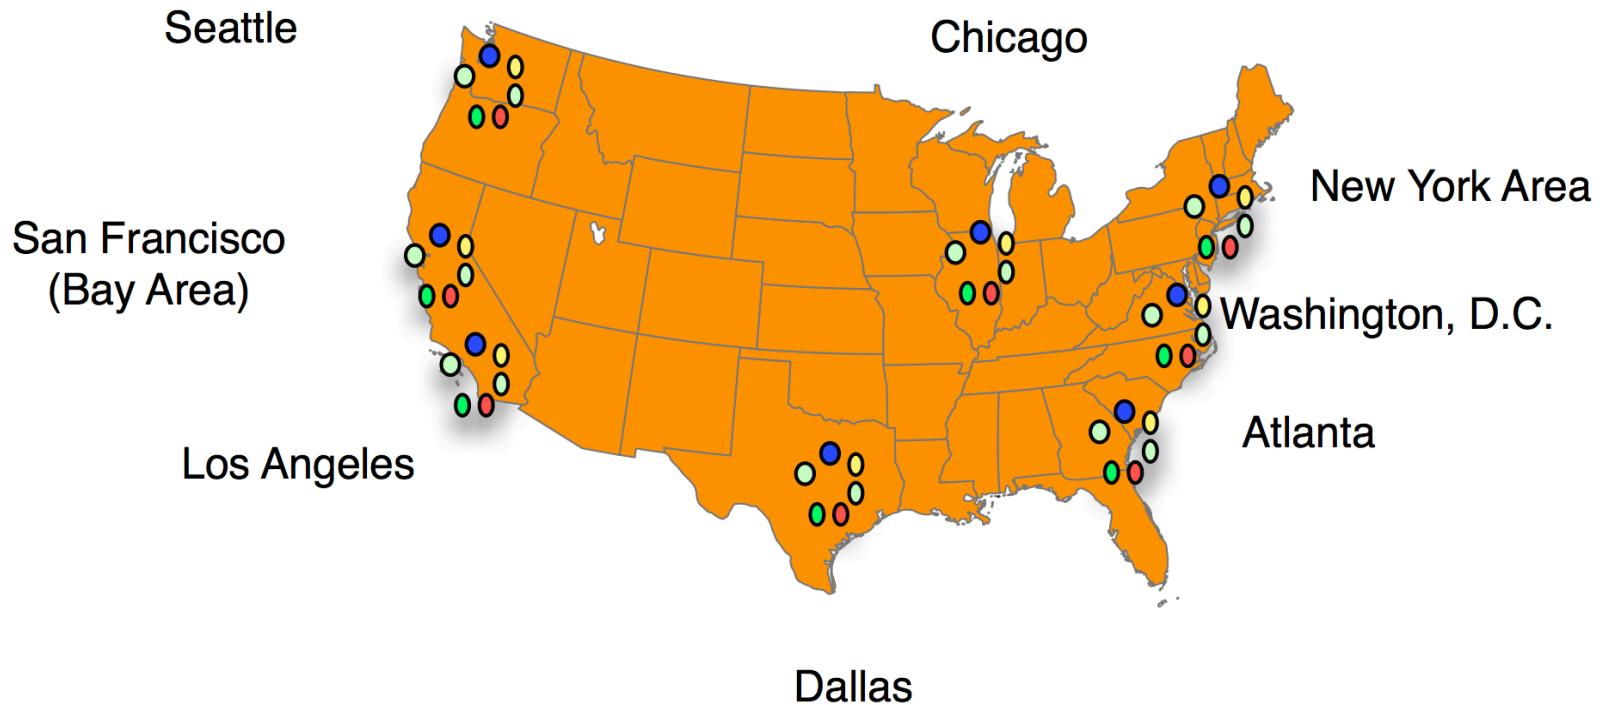 Seattle
Chicago
New York Area
San Francisco
(Bay Area)
Washington, D.C.
Atlanta
Los Angeles
Dallas